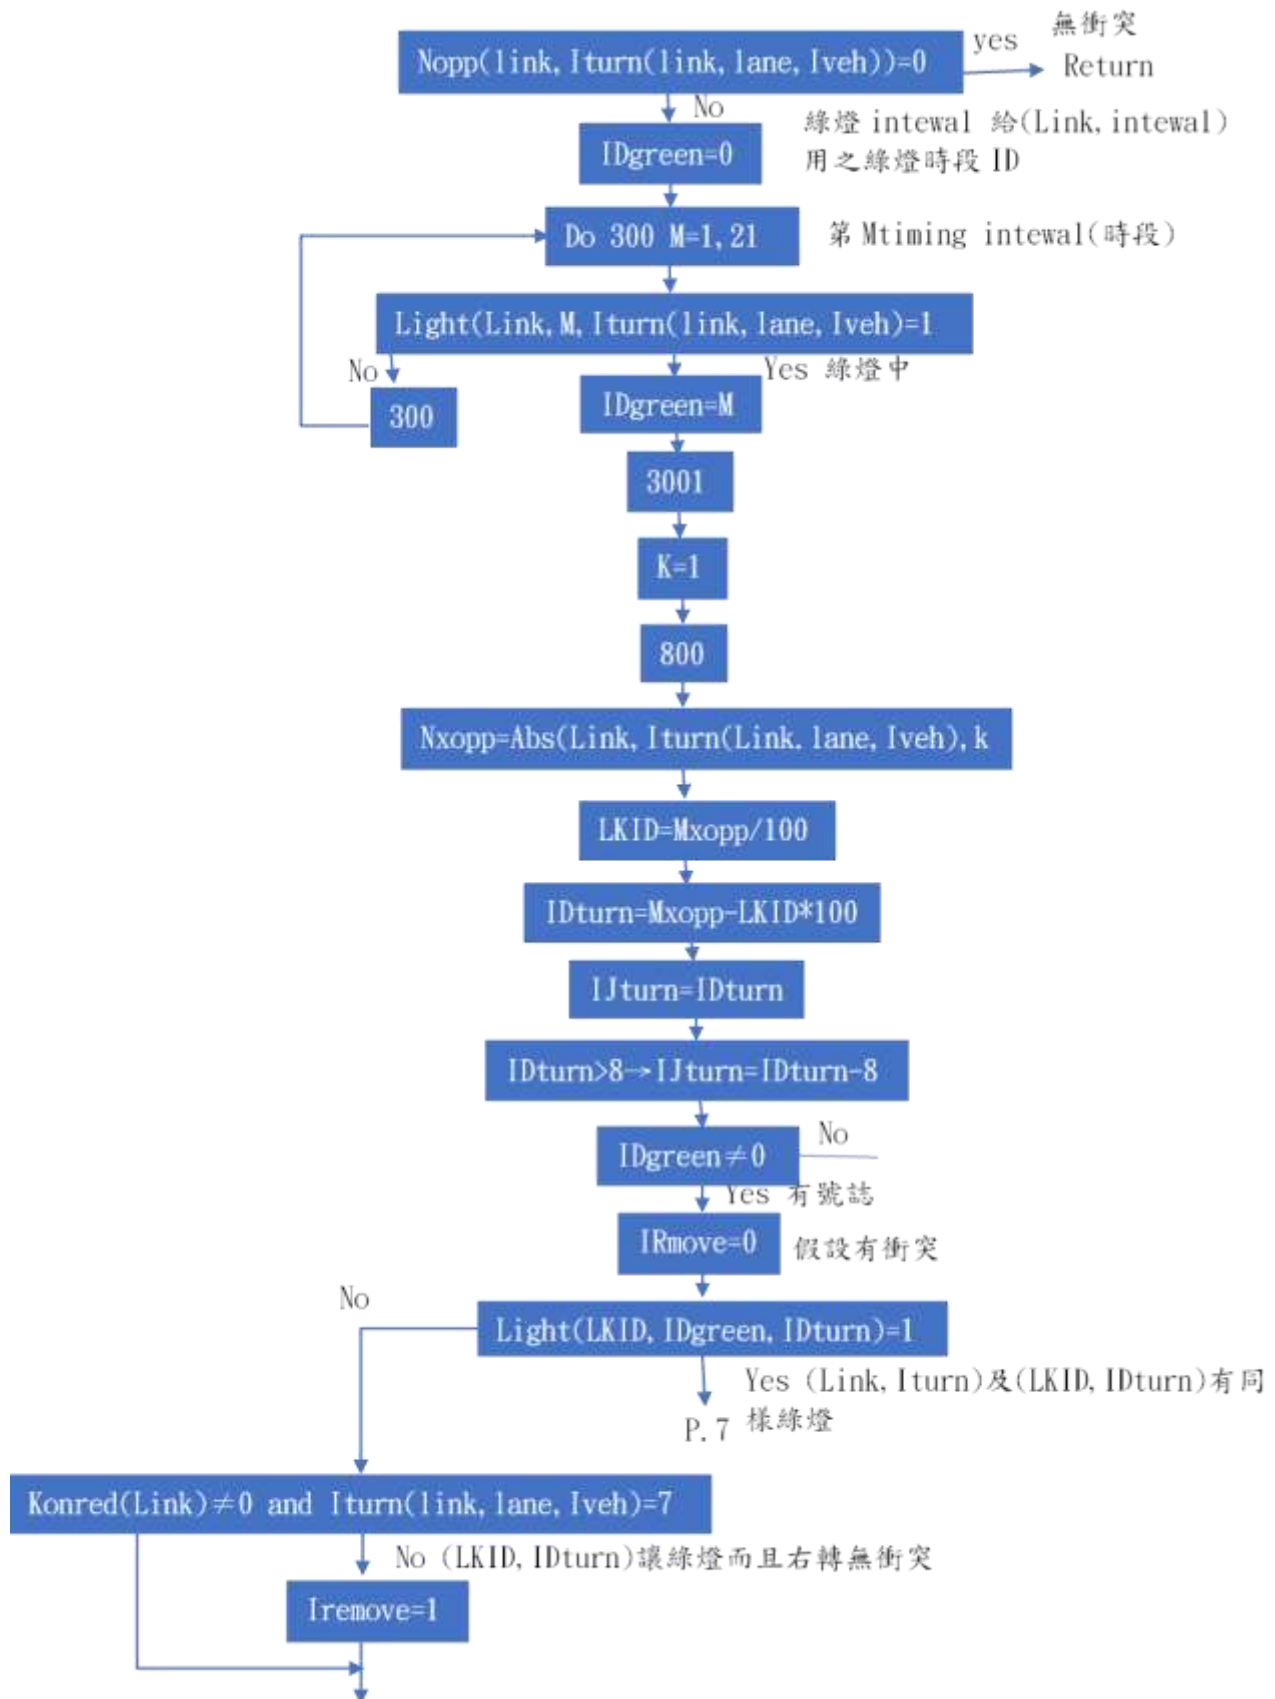 Nopp(link,Iturn(link,lane,Iveh))=0
yes
無衝突
Return
No
綠燈 intewal 給(Link,intewal)
用之綠燈時段 ID
IDgreen=0
Do 300 M=1,21
第 Mtiming intewal(時段)
Light(Link,M,Iturn(link,lane,Iveh)=1
No
Yes 綠燈中
300
IDgreen=M
3001
K=1
800
Nxopp=Abs(Link,Iturn(Link.lane,Iveh),k
LKID=Mxopp/100
IDturn=Mxopp-LKID*100
IJturn=IDturn
IDturn>8→IJturn=IDturn-8
IDgreen≠0
No
Yes 有號誌
IRmove=0
假設有衝突
No
Light(LKID,IDgreen,IDturn)=1
Yes (Link,Iturn)及(LKID,IDturn)有同
樣綠燈
P.7
Konred(Link)≠0 and Iturn(link,lane,Iveh)=7
No (LKID,IDturn)讓綠燈而且右轉無衝突
Iremove=1